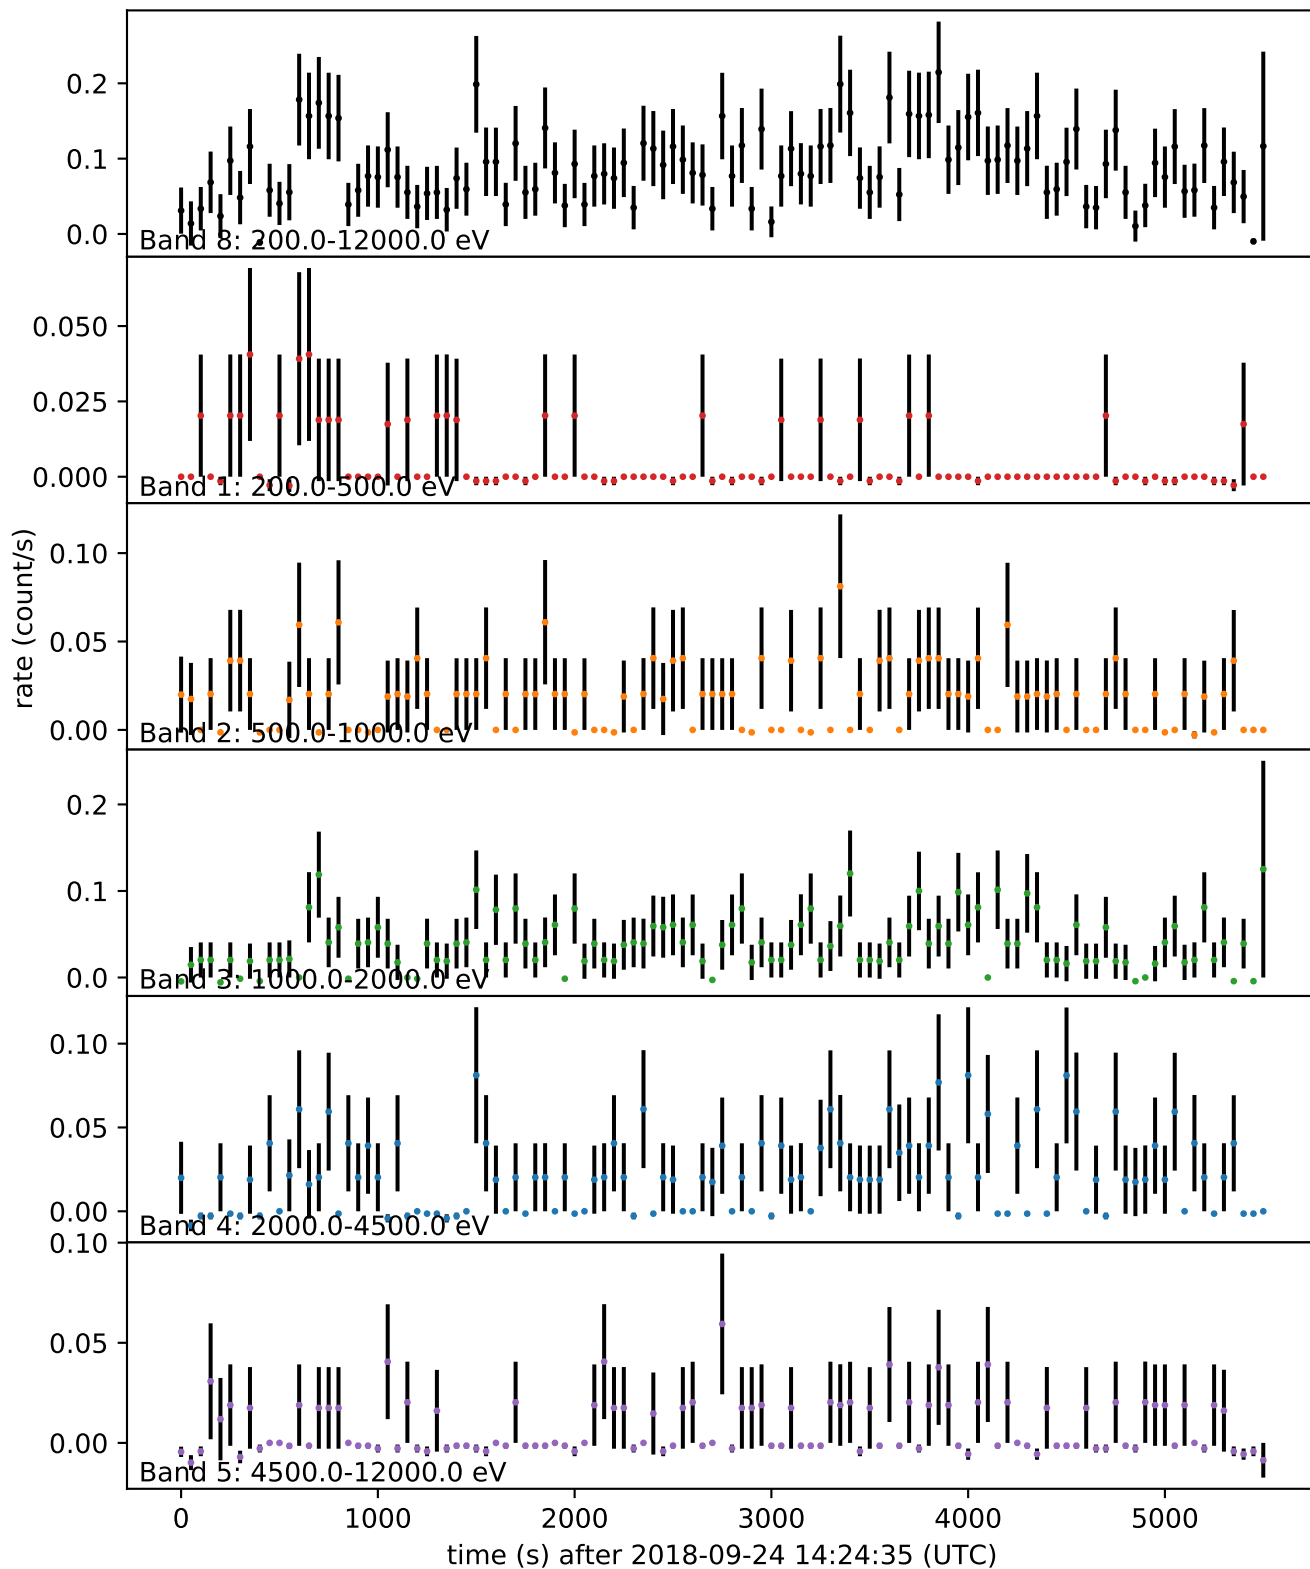 0.2
0.1
0.0
Band 8: 200.0-12000.0 eV
0.050
0.025
0.000
Band 1: 200.0-500.0 eV
0.10
0.05
0.00
Band 2: 500.0-1000.0 eV
rate (count/s)
0.2
0.1
0.0
Band 3: 1000.0-2000.0 eV
0.10
0.05
0.00
Band 4: 2000.0-4500.0 eV
0.10
0.05
0.00
Band 5: 4500.0-12000.0 eV
0 1000 2000 3000 4000 5000
time (s) after 2018-09-24 14:24:35 (UTC)